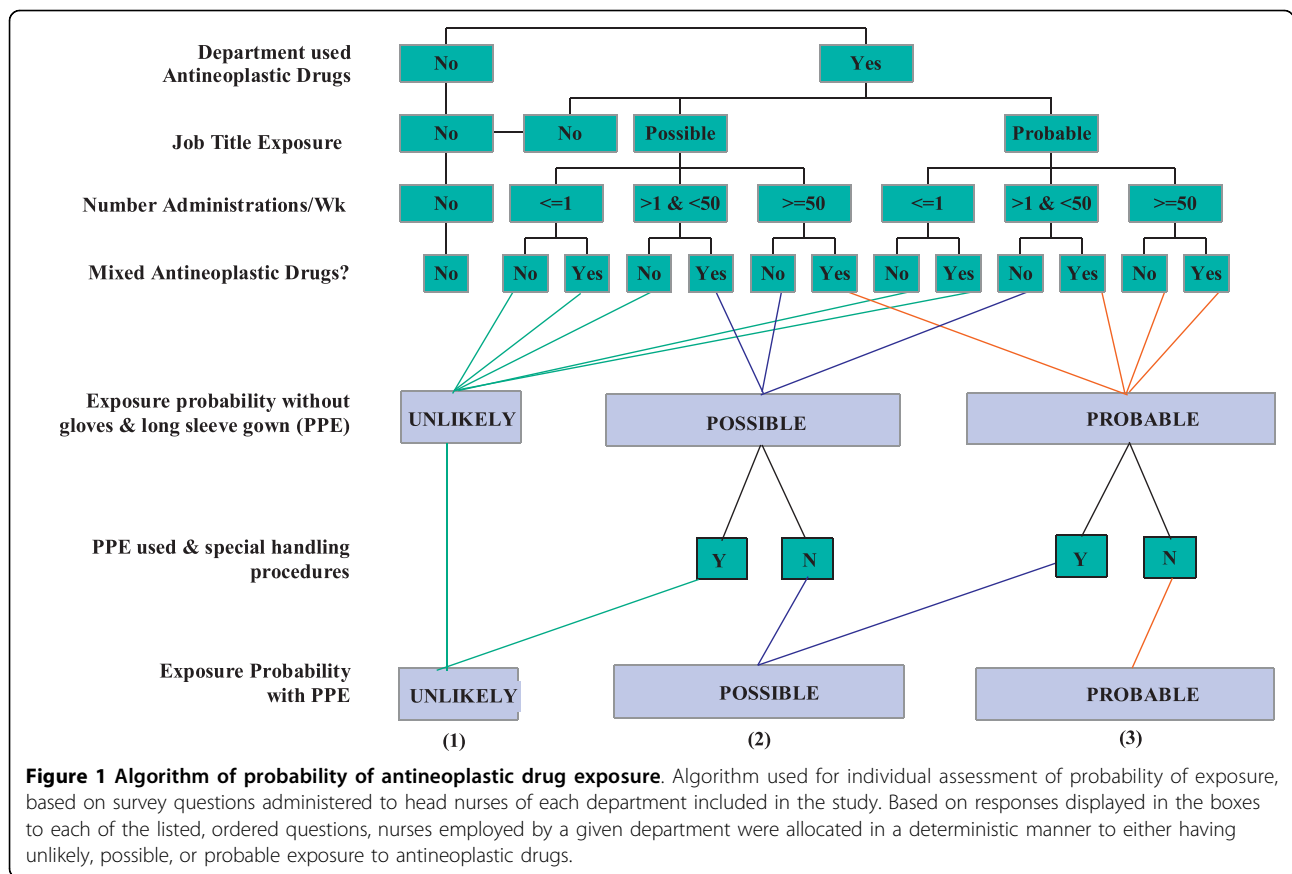 Department used
Antineoplastic Drugs
No
Yes
Job Title Exposure
No
No
Possible
Probable
Number Administrations/Wk
No
<=1
>1 & <50
>=50
<=1
>1 & <50
>=50
Mixed Antineoplastic Drugs?
No
No
Yes
No
Yes
No
Yes
No
Yes
No
Yes
No
Yes
Exposure probability without
gloves & long sleeve gown (PPE)
UNLIKELY
POSSIBLE
PROBABLE
PPE used & special handling
procedures
Y
N
Y
N
Exposure Probability
with PPE
UNLIKELY
POSSIBLE
PROBABLE
(1)
(2)
(3)
Figure 1 Algorithm of probability of antineoplastic drug exposure. Algorithm used for individual assessment of probability of exposure,
based on survey questions administered to head nurses of each department included in the study. Based on responses displayed in the boxes
to each of the listed, ordered questions, nurses employed by a given department were allocated in a deterministic manner to either having
unlikely, possible, or probable exposure to antineoplastic drugs.